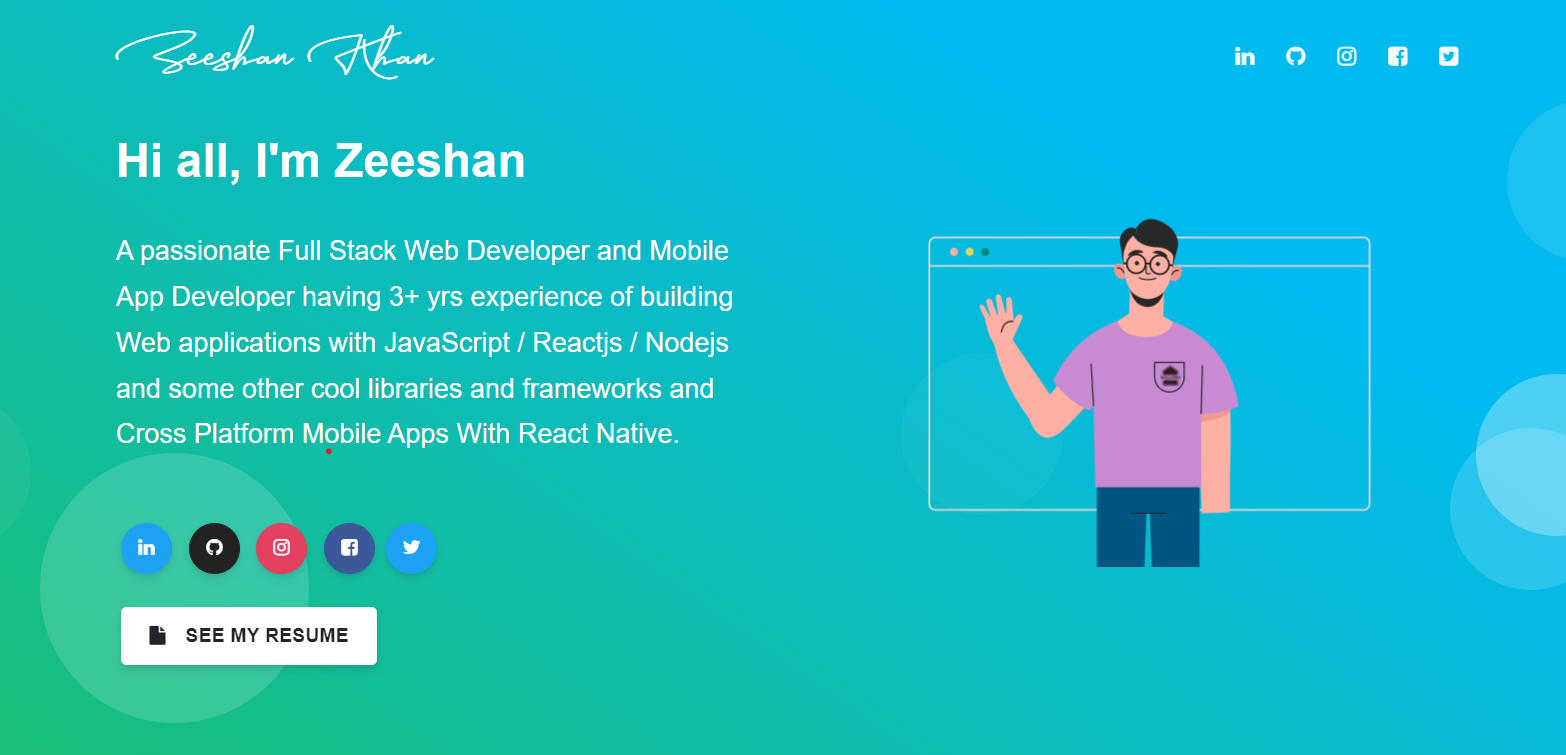 Zeeshan Khan
Hi all, I'm Zeeshan
A passionate Full Stack Web Developer and Mobile
App Developer having 3+ yrs experience of building
Web applications with JavaScript / Reactjs / Nodejs
and some other cool libraries and frameworks and
Cross Platform Mobile Apps With React Native.
SEE MY RESUME